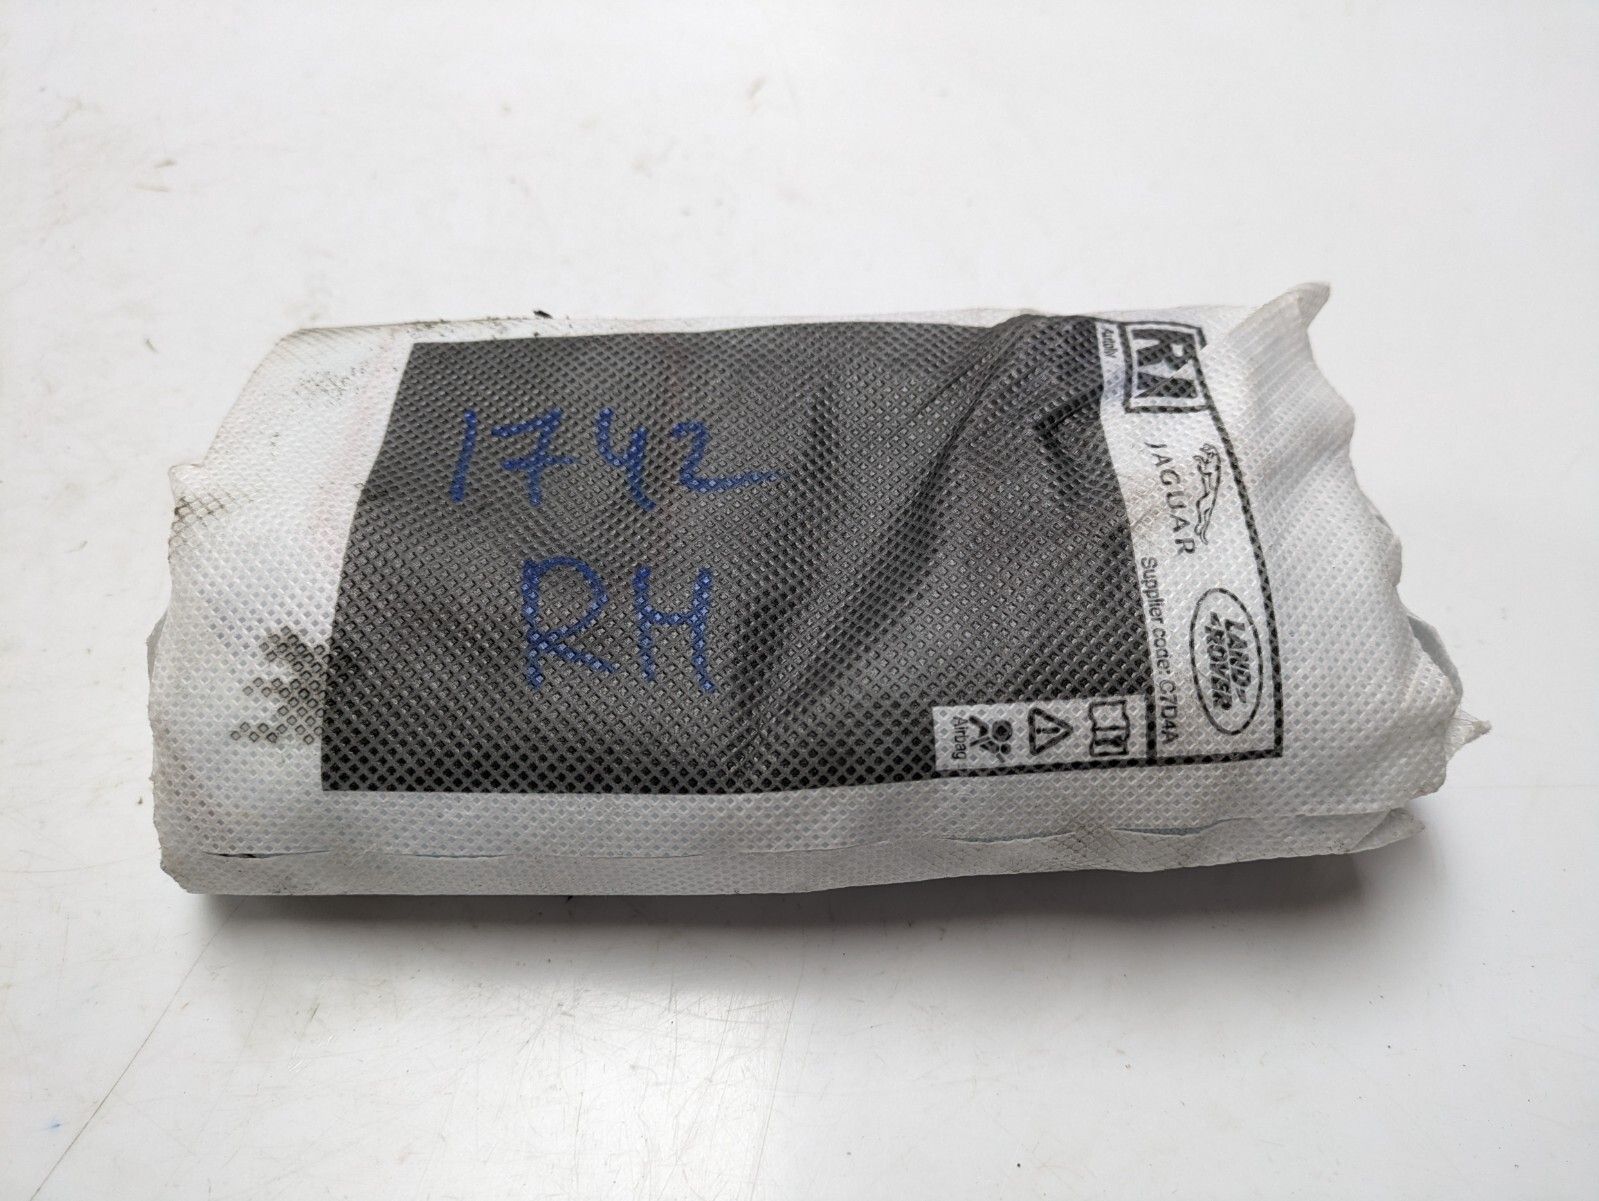 1742
RH
JAGUAR
LAND-
ROVER
Supplier code: C7D4A
Airbag